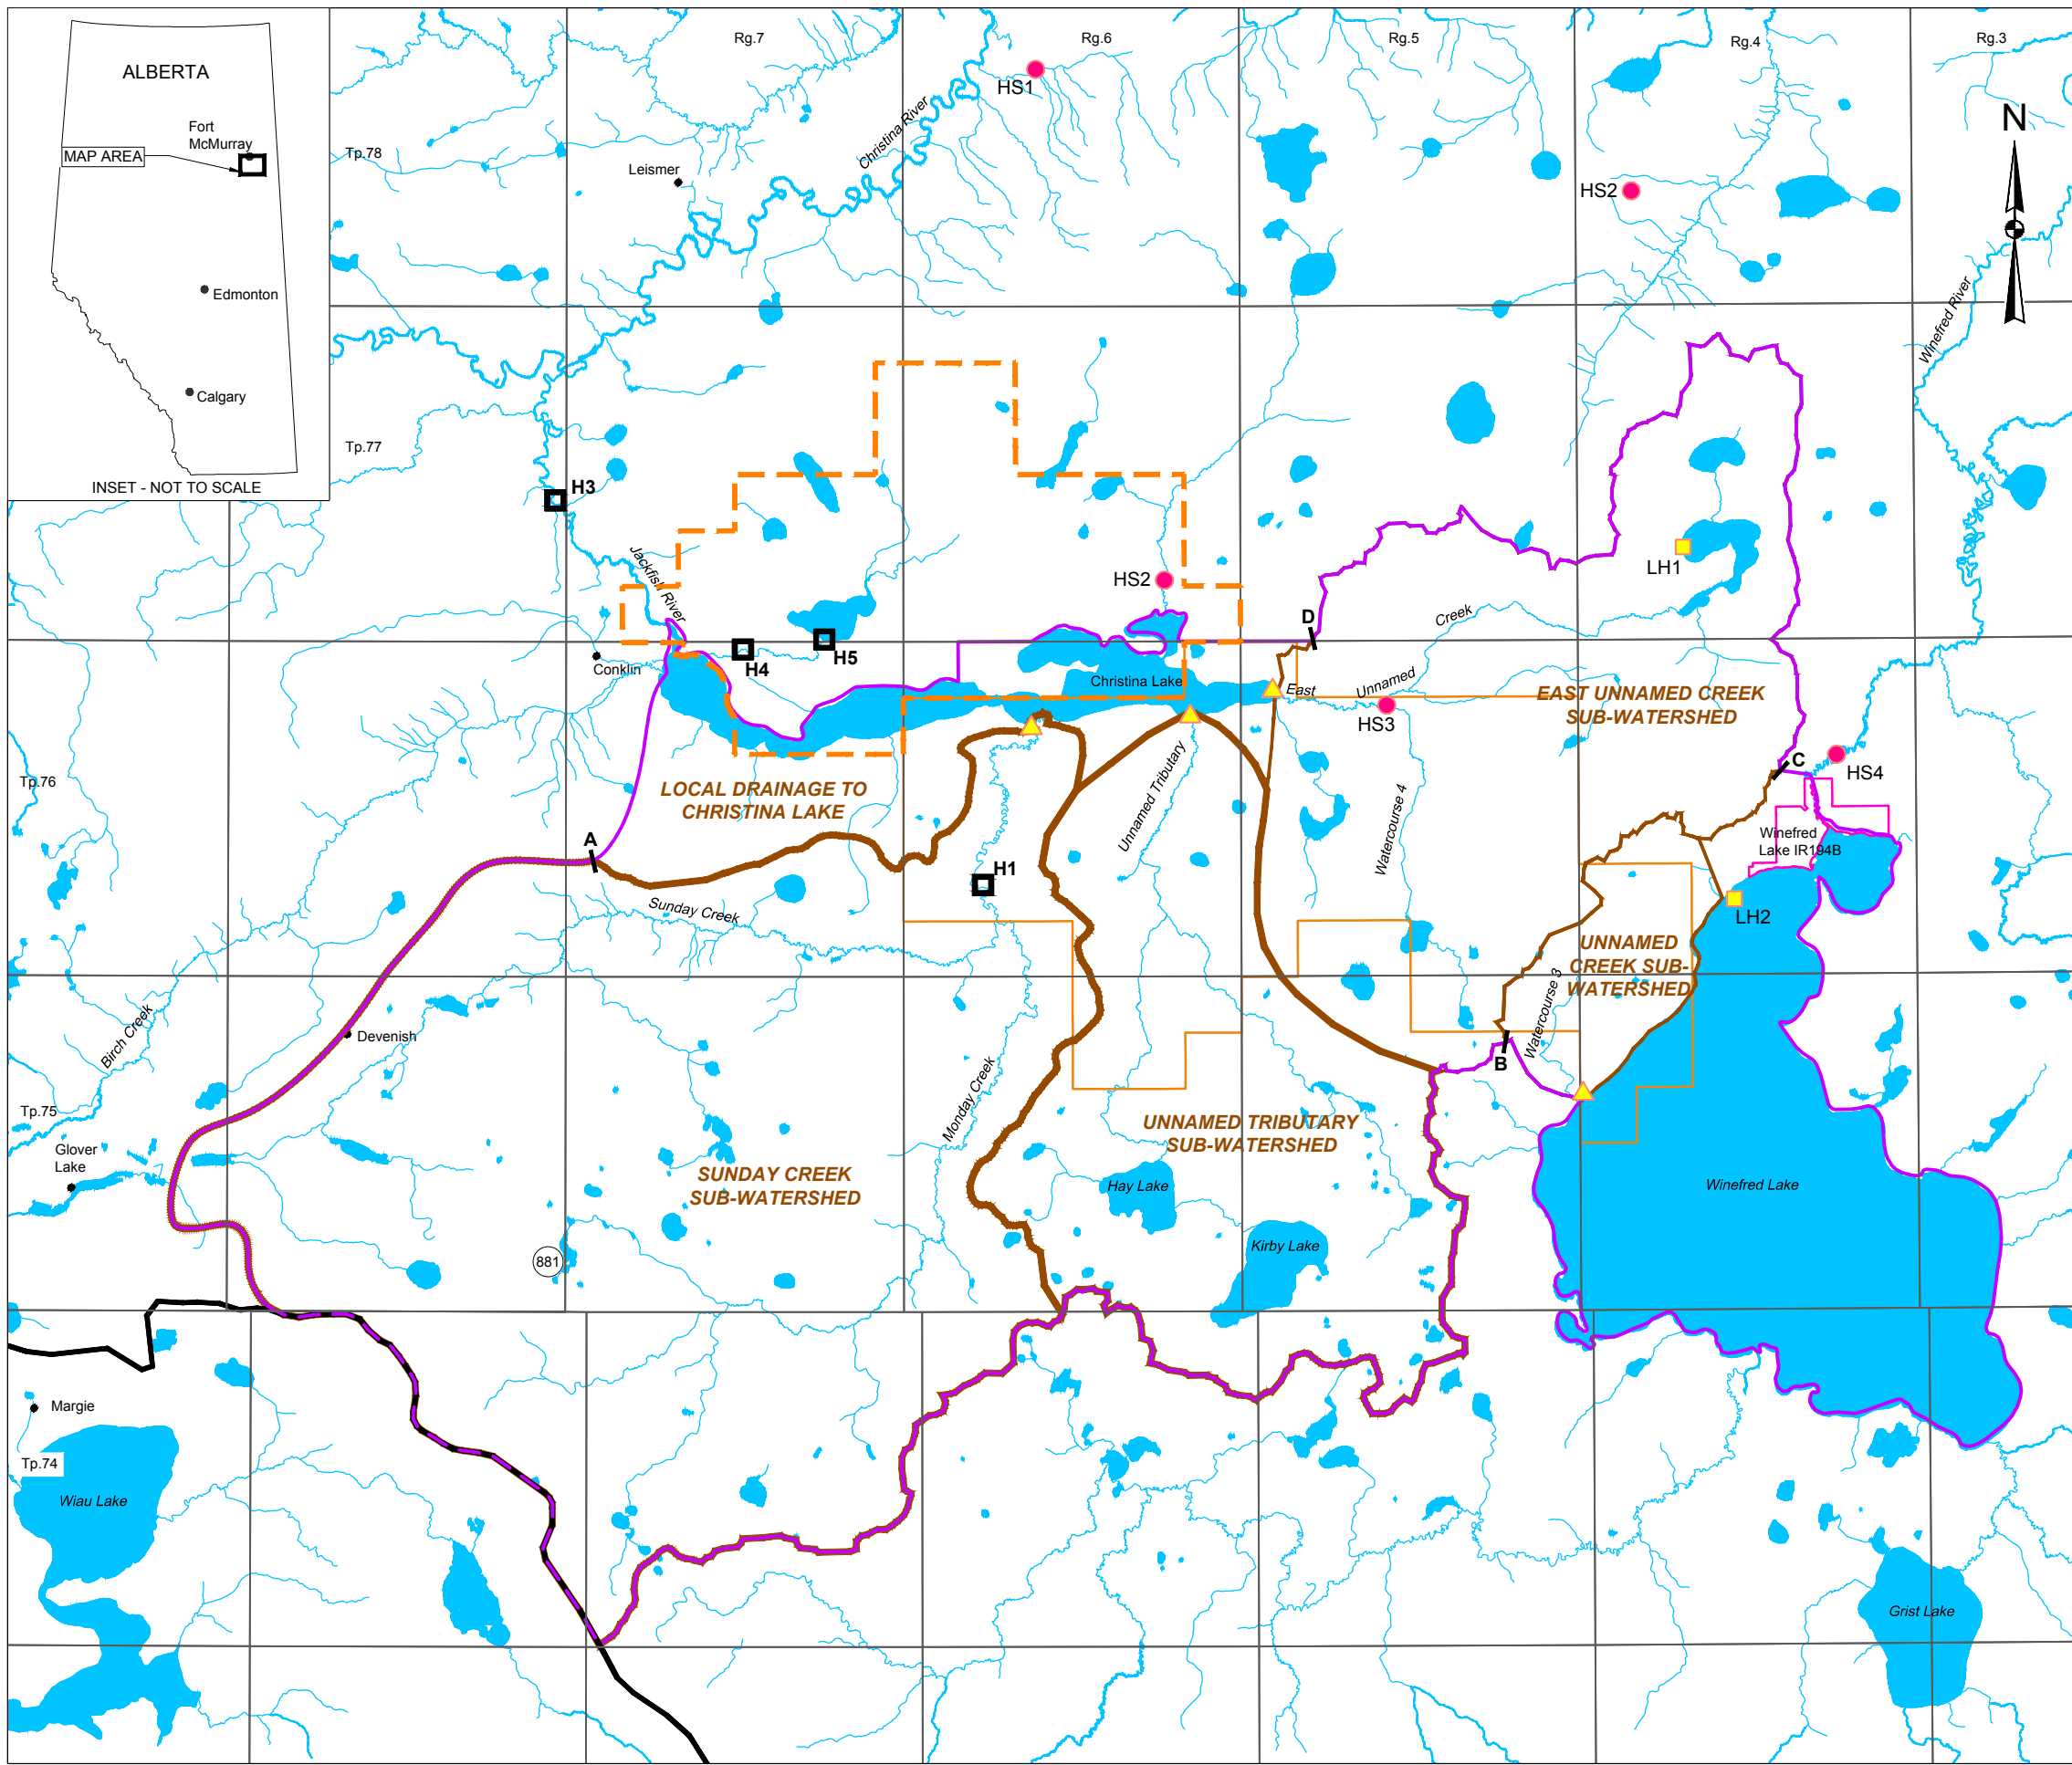 ALBERTA
Fort
McMurray
MAP AREA
Edmonton
Calgary
INSET - NOT TO SCALE
Rg.7
Rg.6
Rg.5
Rg.4
Rg.3
N
HS1
Christina River
Tp.78
Leismer
HS2
Winefred River
Tp.77
H3
Jackfish River
HS2
LH1
Creek
D
Conklin
H4
H5
Christina Lake
East
Unnamed
HS3
EAST UNNAMED CREEK
SUB-WATERSHED
C
HS4
Tp.76
LOCAL DRAINAGE TO
CHRISTINA LAKE
Unnamed Tributary
Watercourse 4
Winefred
Lake IR194B
A
H1
Sunday Creek
LH2
UNNAMED
CREEK SUB-
WATERSHED
Watercourse 3
Birch Creek
Devenish
B
Monday Creek
Tp.75
Glover
Lake
UNNAMED TRIBUTARY
SUB-WATERSHED
SUNDAY CREEK
SUB-WATERSHED
Hay Lake
Winefred Lake
Kirby Lake
881
Margie
Tp.74
Wiau Lake
Grist Lake